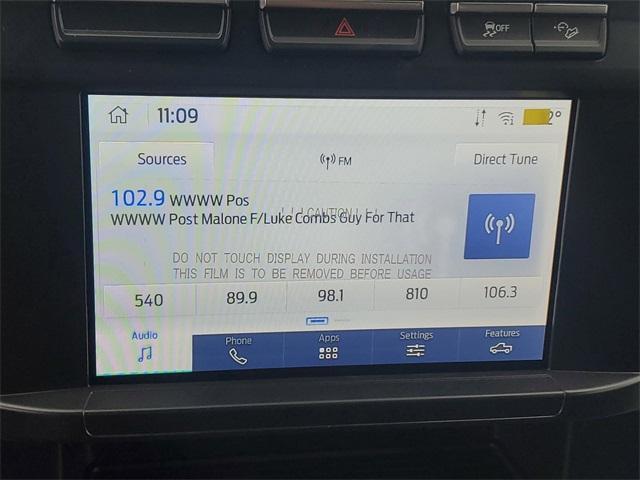 OFF
11:09
2°
Sources
FM
Direct Tune
102.9 WWWW Pos
WWWW Post Malone F/Luke Combs Guy For That
! ! CAUTION ! !
DO NOT TOUCH DISPLAY DURING INSTALLATION
THIS FILM IS TO BE REMOVED BEFORE USAGE
540 89.9 98.1 810 106.3
Audio Phone Apps Settings Features